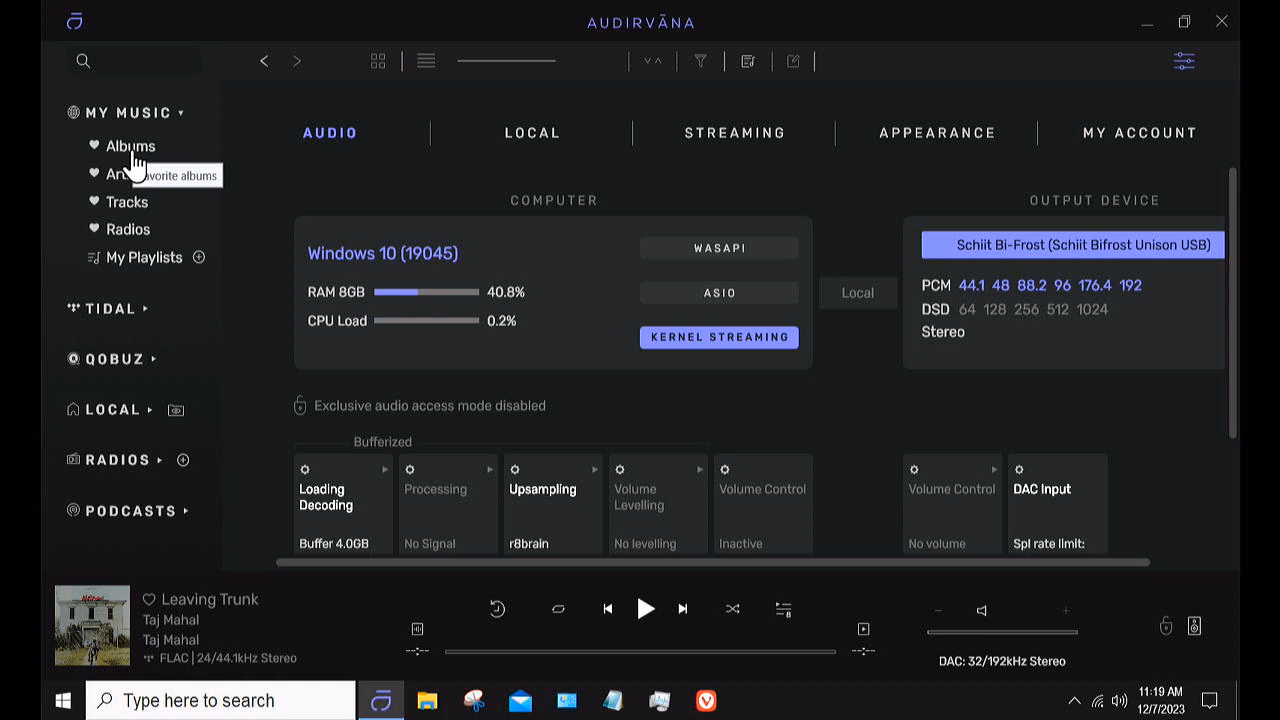 AUDIRVĀNA
MY MUSIC
Albums
Favorite albums
Tracks
Radios
My Playlists
TIDAL
QOBUZ
LOCAL
RADIOS
PODCASTS
AUDIO
LOCAL
STREAMING
APPEARANCE
MY ACCOUNT
COMPUTER
Windows 10 (19045)
RAM 8GB 40.8%
CPU Load 0.2%
WASAPI
ASIO
KERNEL STREAMING
Local
OUTPUT DEVICE
Schiit Bi-Frost (Schiit Bifrost Unison USB)
PCM 44.1 48 88.2 96 176.4 192
DSD 64 128 256 512 1024
Stereo
Exclusive audio access mode disabled
Bufferized
Loading
Decoding
Buffer 4.0GB
Processing
No Signal
Upsampling
r8brain
Volume
Levelling
No levelling
Volume Control
Inactive
Volume Control
No volume
DAC Input
Spl rate limit:
Leaving Trunk
Taj Mahal
Taj Mahal
FLAC | 24/44.1kHz Stereo
DAC: 32/192kHz Stereo
Type here to search
11:19 AM
12/7/2023